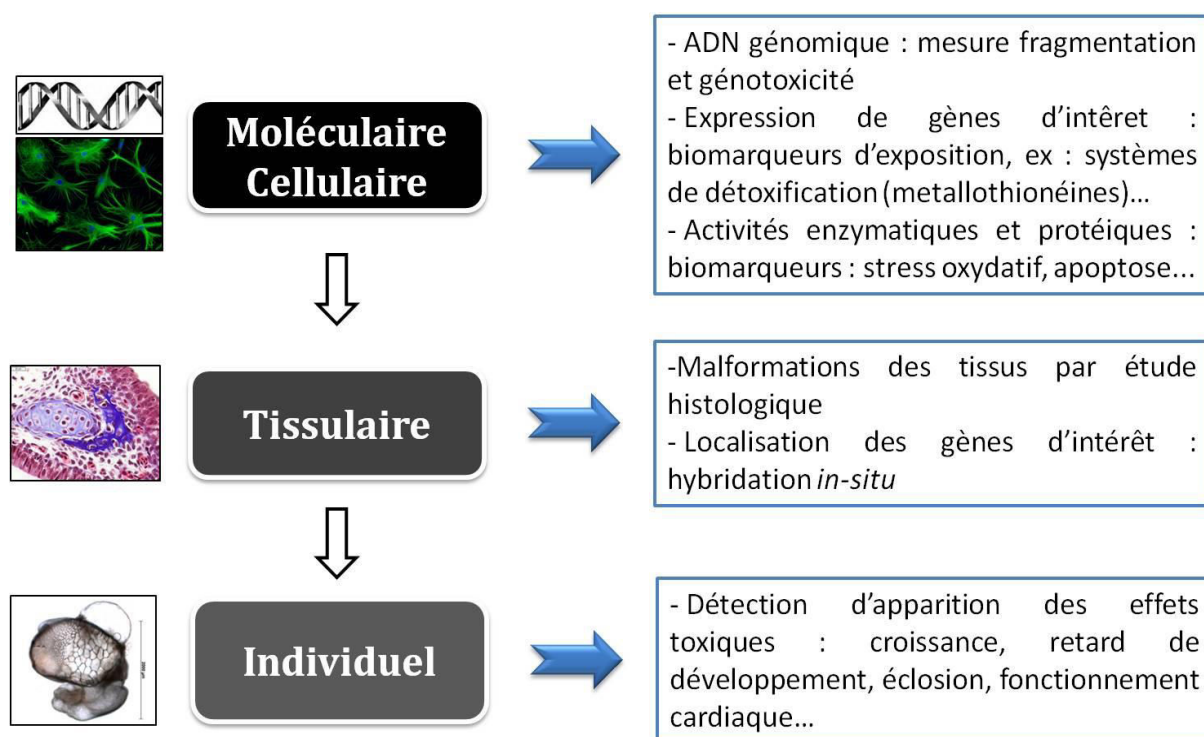 Moléculaire
Cellulaire
- ADN génomique : mesure fragmentation
et génotoxicité
- Expression de gènes d'intêret :
biomarqueurs d'exposition, ex : systèmes
de détoxification (metallothionéines)...
- Activités enzymatiques et protéiques :
biomarqueurs : stress oxydatif, apoptose...
Tissulaire
-Malformations des tissus par étude
histologique
- Localisation des gènes d'intérêt :
hybridation in-situ
Individuel
- Détection d'apparition des effets
toxiques : croissance, retard de
développement, éclosion, fonctionnement
cardiaque...